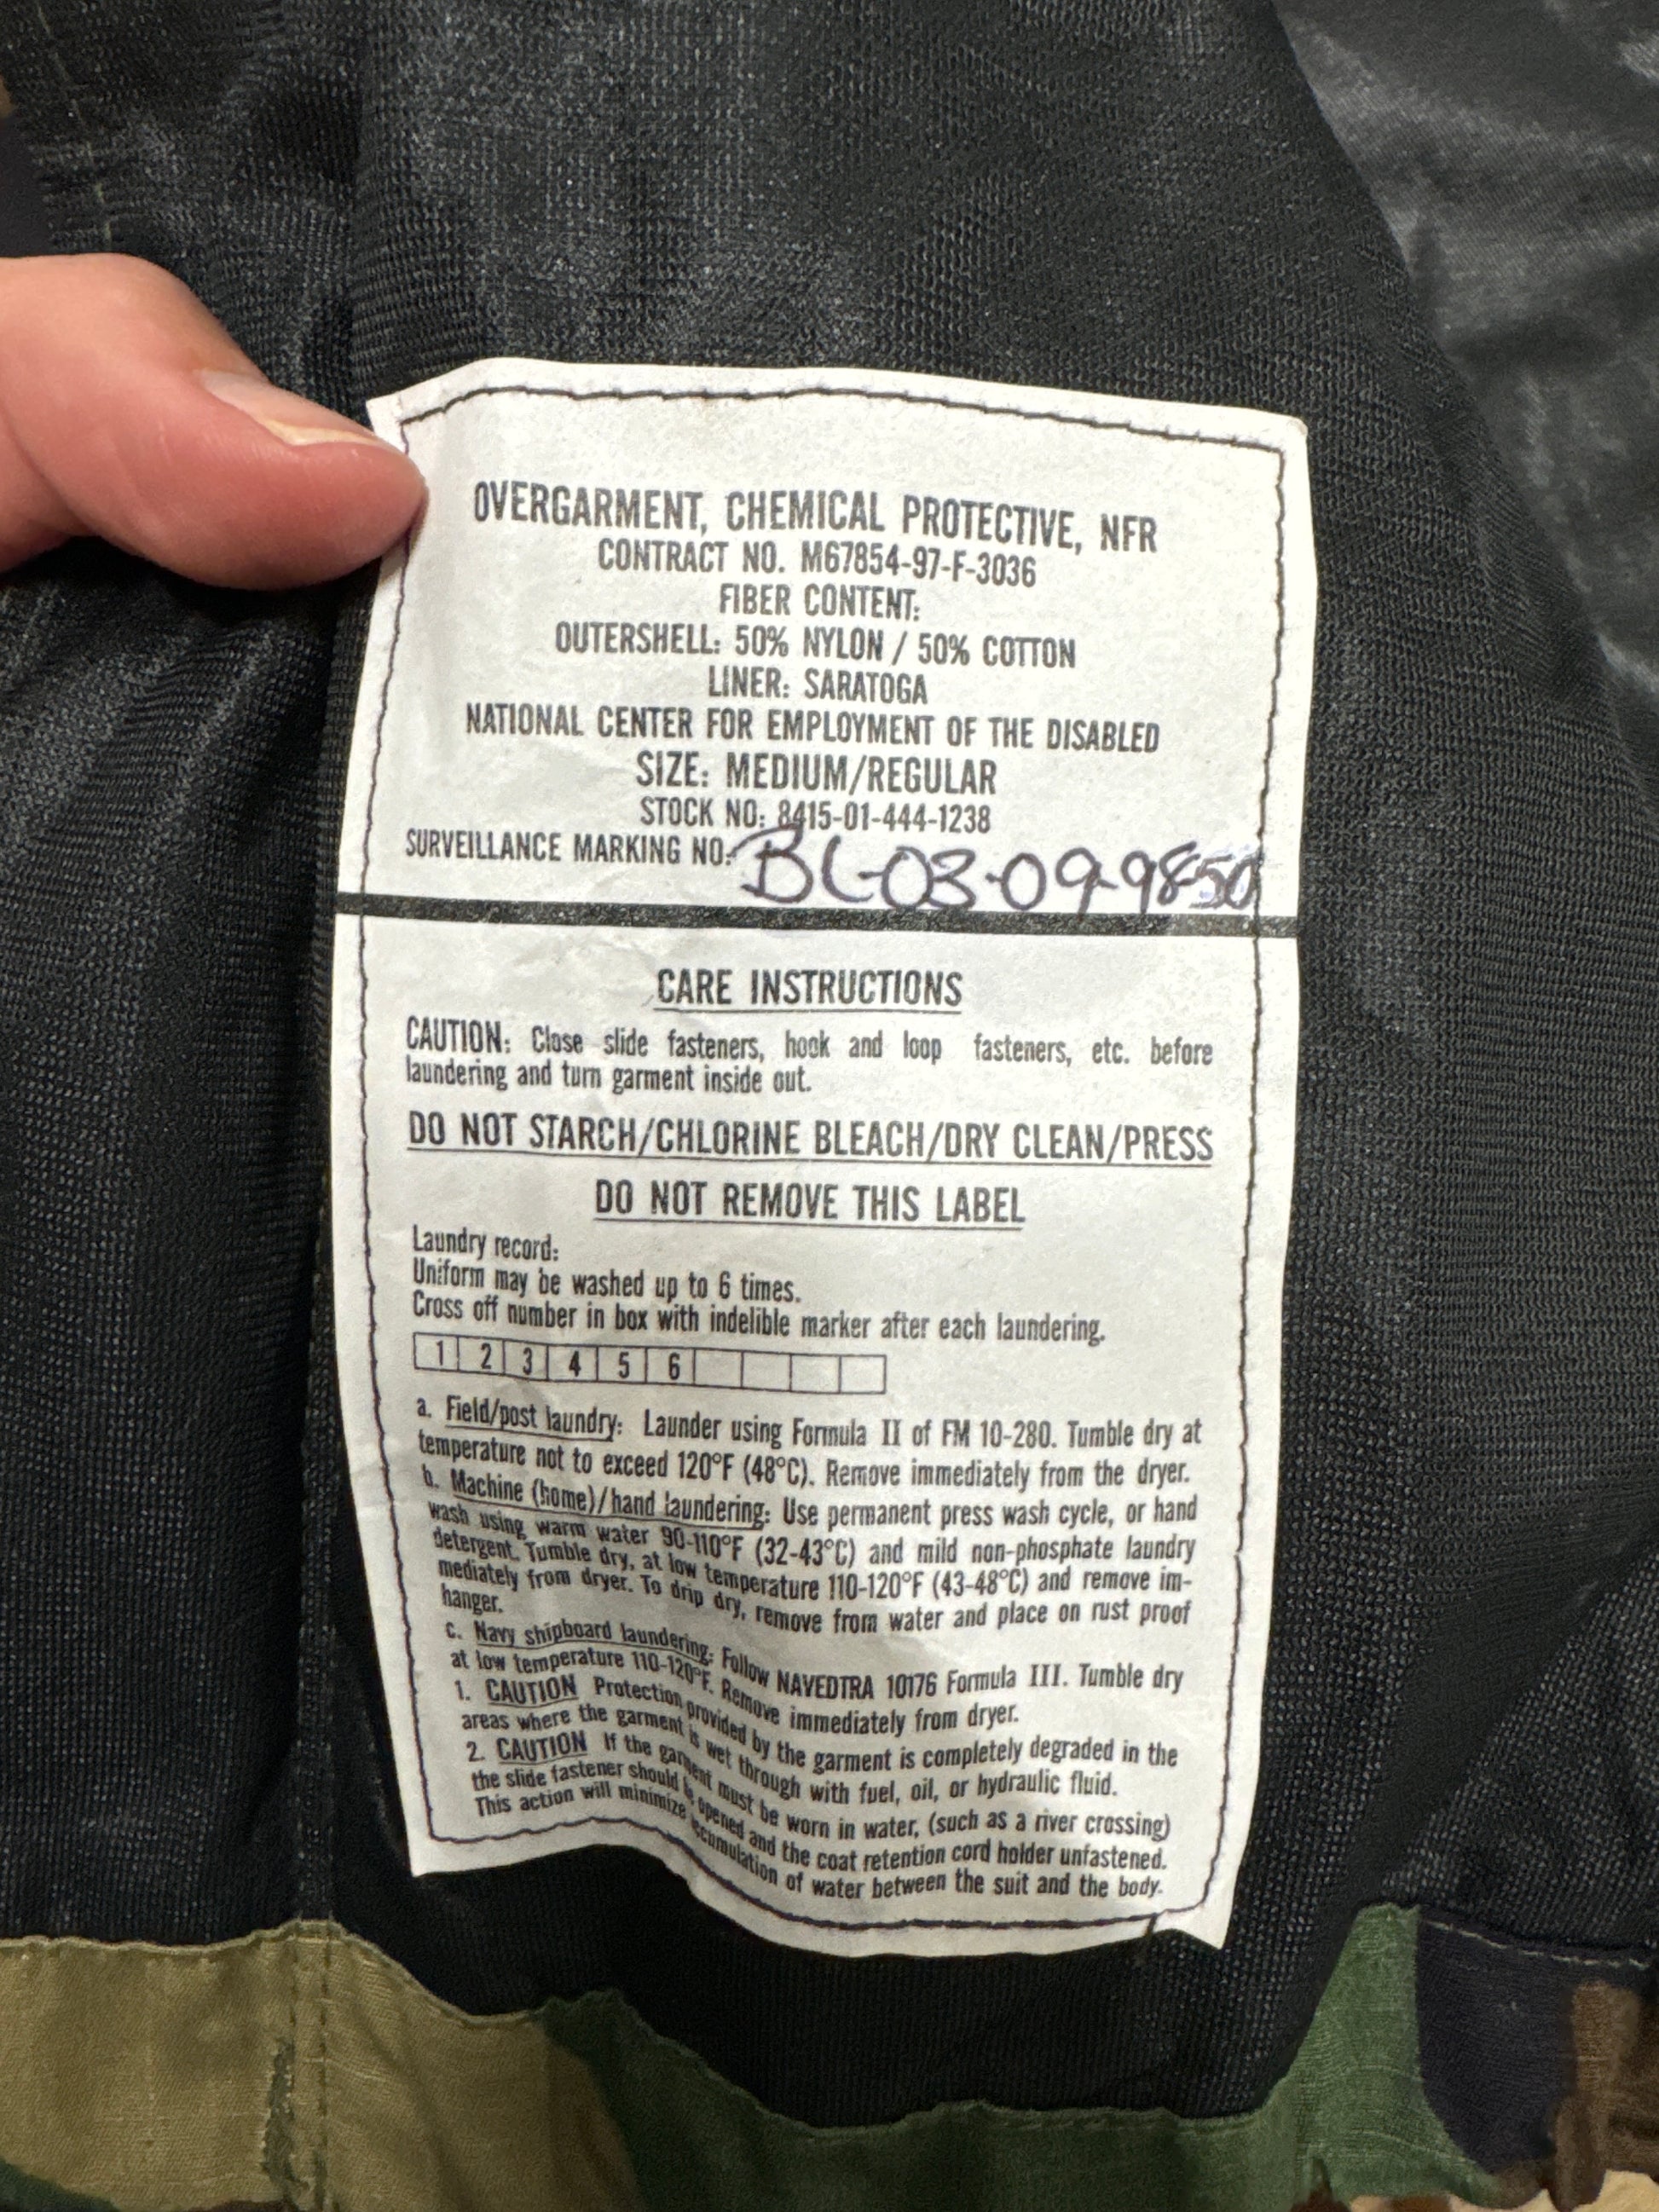 OVERGARMENT, CHEMICAL PROTECTIVE, NFR
CONTRACT NO. M67854-97-F-3036
FIBER CONTENT:
OUTERSHELL: 50% NYLON / 50% COTTON
LINER: SARATOGA
NATIONAL CENTER FOR EMPLOYMENT OF THE DISABLED
SIZE: MEDIUM/REGULAR
STOCK NO: 8415-01-444-1238
SURVEILLANCE MARKING NO: BL-03-09-9850
CARE INSTRUCTIONS
CAUTION: Close slide fasteners, hook and loop fasteners, etc. before
laundering and turn garment inside out.
DO NOT STARCH/CHLORINE BLEACH/DRY CLEAN/PRESS
DO NOT REMOVE THIS LABEL
Laundry record:
Uniform may be washed up to 6 times.
Cross off number in box with indelible marker after each laundering.
1 2 3 4 5 6
a. Field/post laundry: Launder using Formula II of FM 10-280. Tumble dry at
temperature not to exceed 120°F (48°C). Remove immediately from the dryer.
b. Machine (home)/hand laundering: Use permanent press wash cycle, or hand
wash using warm water 90-110°F (32-43°C) and mild non-phosphate laundry
detergent. Tumble dry, at low temperature 110-120°F (43-48°C) and remove im-
mediately from dryer. To drip dry, remove from water and place on rust proof
hanger.
c. Navy shipboard laundering: Follow NAVEDTRA 10176 Formula III. Tumble dry
at low temperature 110-120°F. Remove immediately from dryer.
1. CAUTION Protection provided by the garment is completely degraded in the
areas where the garment is wet through with fuel, oil, or hydraulic fluid.
2. CAUTION If the garment must be worn in water, (such as a river crossing)
the slide fastener should be opened and the coat retention cord holder unfastened.
This action will minimize accumulation of water between the suit and the body.